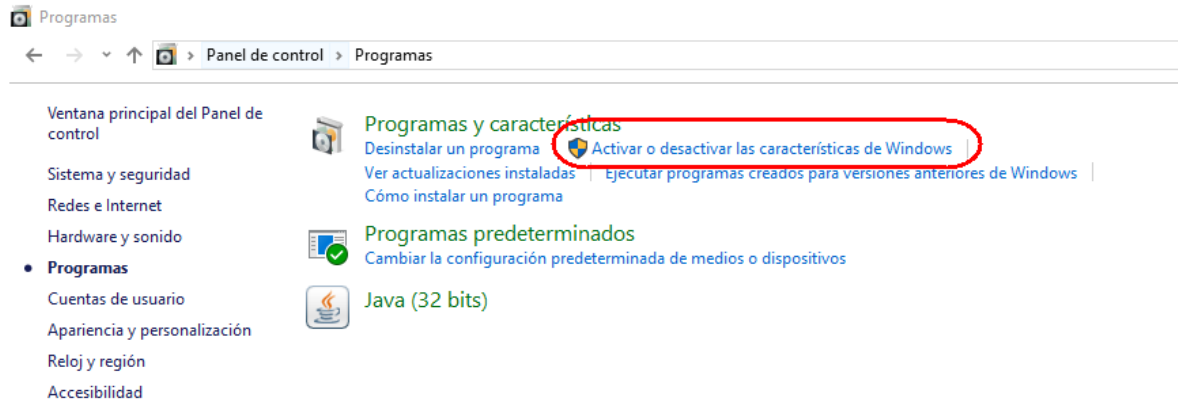 Programas
Panel de control > Programas
Ventana principal del Panel de
control
Sistema y seguridad
Redes e Internet
Hardware y sonido
Programas
Cuentas de usuario
Apariencia y personalización
Reloj y región
Accesibilidad
Programas y características
Desinstalar un programa Activar o desactivar las características de Windows
Ver actualizaciones instaladas Ejecutar programas creados para versiones anteriores de Windows
Cómo instalar un programa
Programas predeterminados
Cambiar la configuración predeterminada de medios o dispositivos
Java (32 bits)